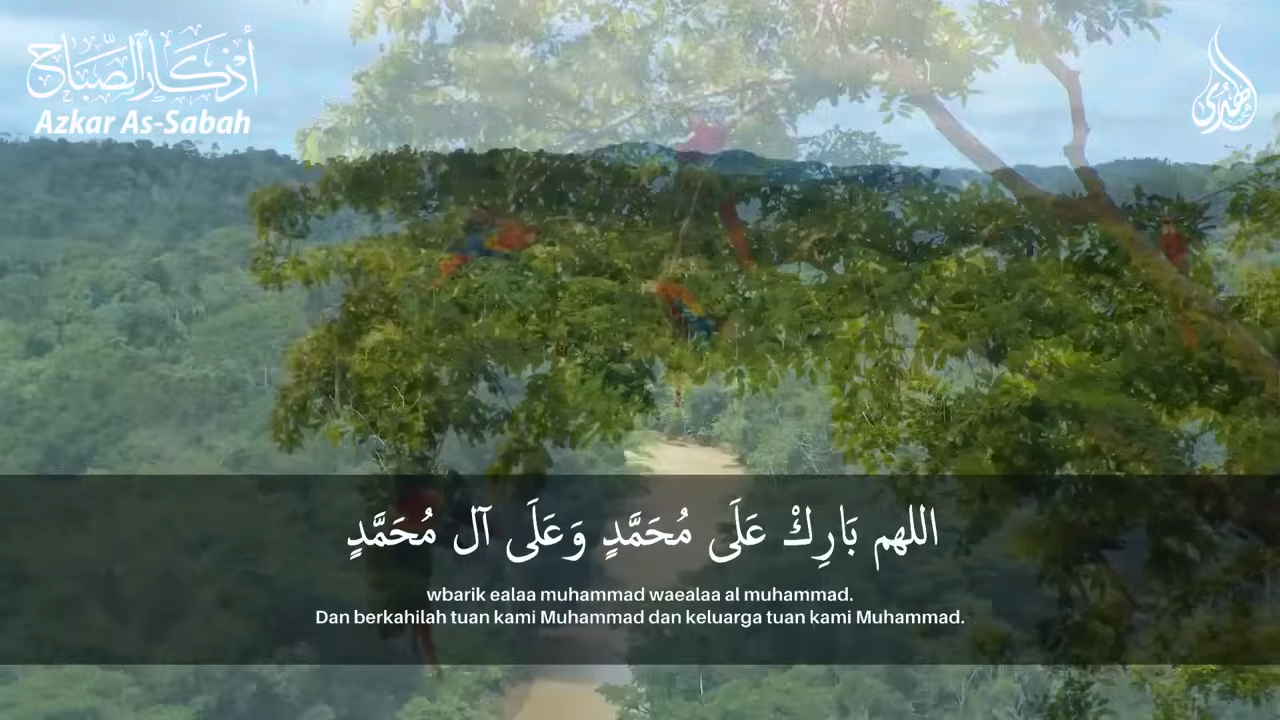 أذكار الصباح
Azkar As-Sabah
الهدى
اللهم بَارِكْ عَلَى مُحَمَّدٍ وَعَلَى آل مُحَمَّدٍ
wbarik ealaa muhammad waealaa al muhammad.
Dan berkahilah tuan kami Muhammad dan keluarga tuan kami Muhammad.